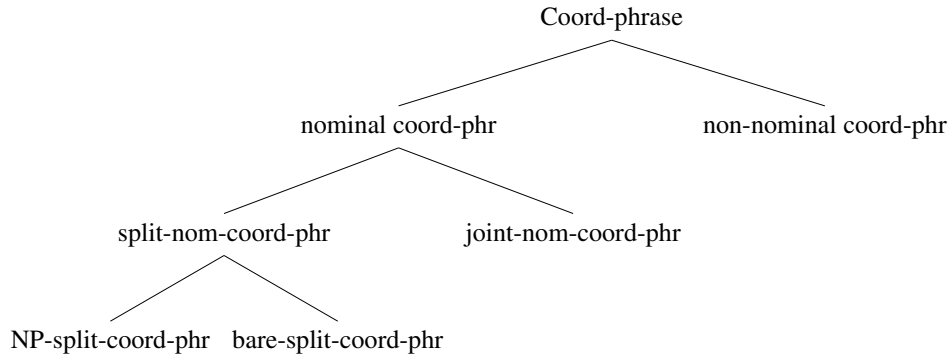 Coord-phrase
nominal coord-phr non-nominal coord-phr
split-nom-coord-phr joint-nom-coord-phr
NP-split-coord-phr bare-split-coord-phr